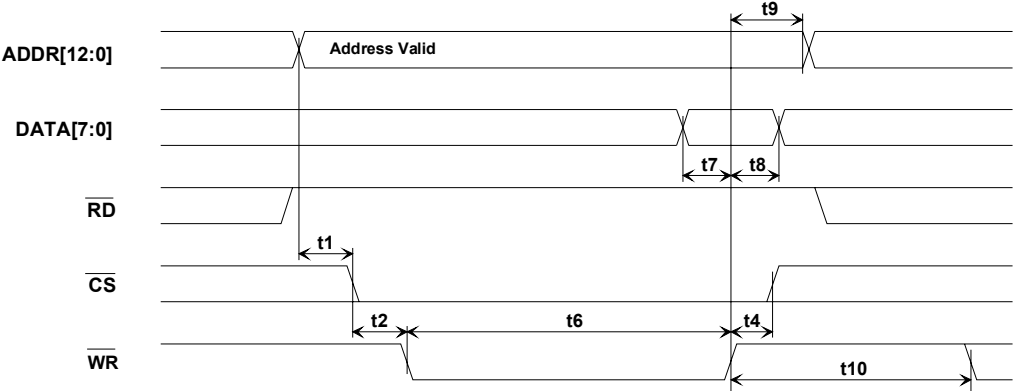 t9
ADDR[12:0]
Address Valid
DATA[7:0]
t7
t8
RD
t1
CS
t2
t6
t4
WR
t10